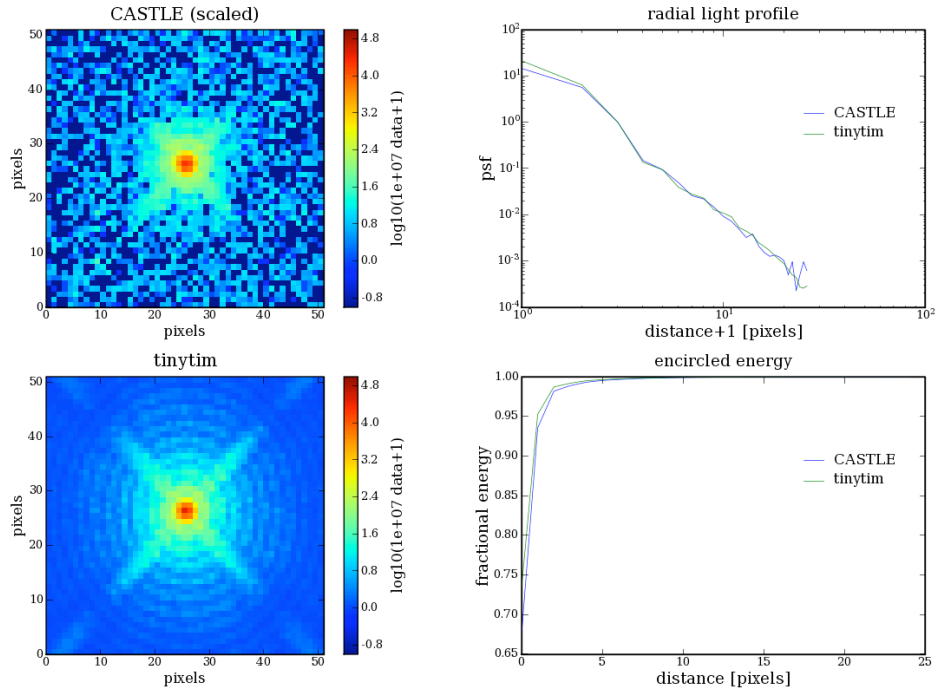 CASTLE (scaled)
51
40
30
20
10
0
pixels
0 10 20 30 40 51
pixels
4.8
4.0
3.2
2.4
1.6
0.8
0.0
-0.8
log10(1e+07 data+1)
radial light profile
10^2
10^1
10^0
10^-1
10^-2
10^-3
10^-4
psf
CASTLE
tinytim
10^0 10^1 10^2
distance+1 [pixels]
tinytim
51
40
30
20
10
0
pixels
0 10 20 30 40 51
pixels
4.8
4.0
3.2
2.4
1.6
0.8
0.0
-0.8
log10(1e+07 data+1)
encircled energy
1.00
0.95
0.90
0.85
0.80
0.75
0.70
0.65
fractional energy
CASTLE
tinytim
0 5 10 15 20 25
distance [pixels]